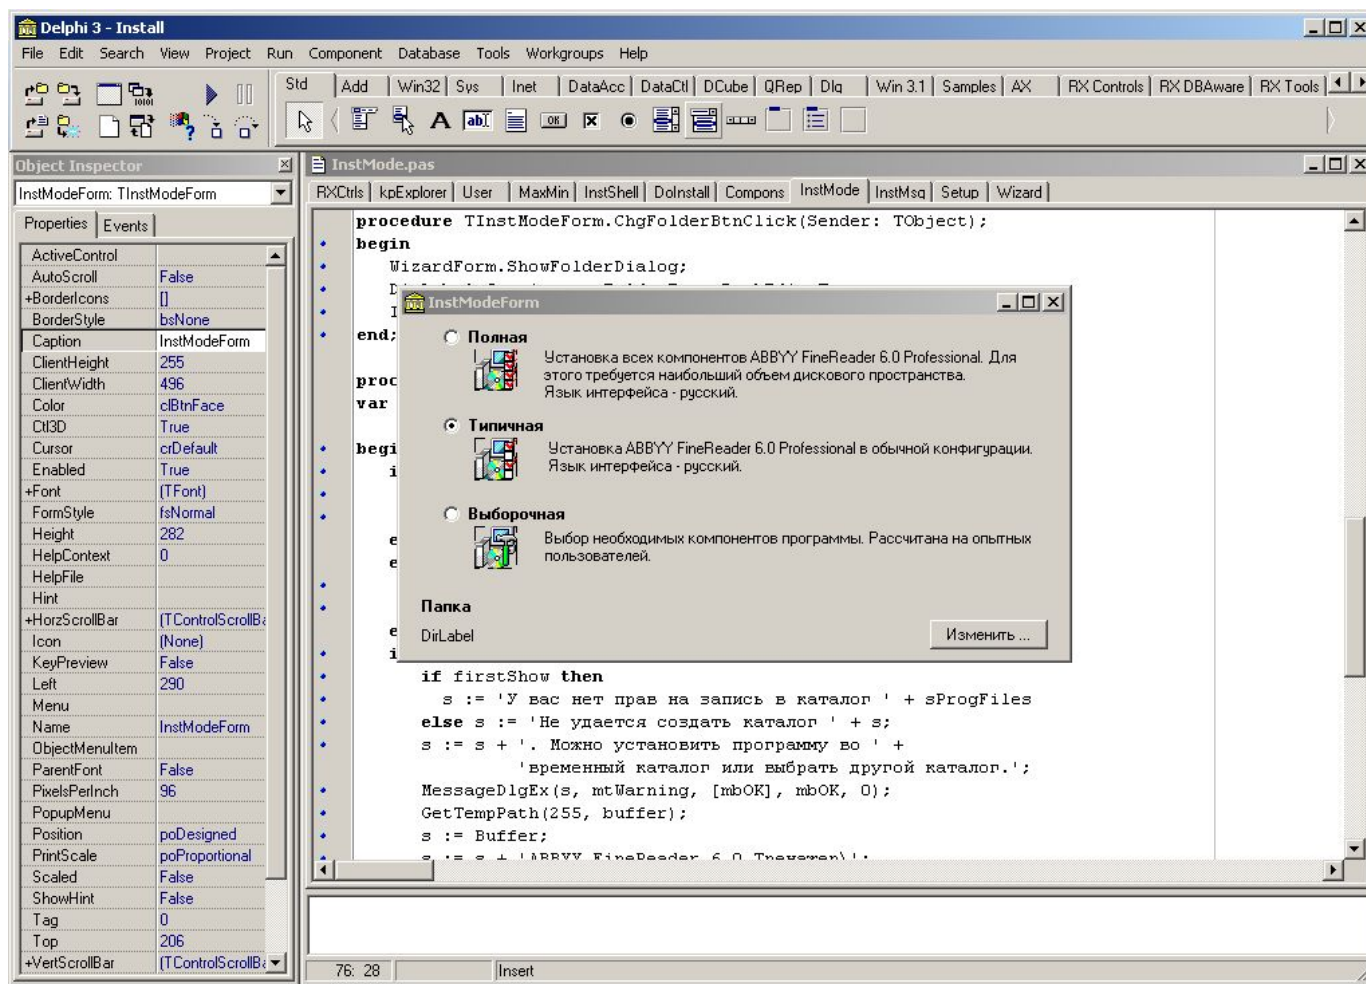 Delphi 3 - Install
File Edit Search View Project Run Component Database Tools Workgroups Help
Std Add Win32 Sys Inet DataAcc DataCtl DCube QRep Dlg Win 3.1 Samples AX RX Controls RX DBAware RX Tools
A ab OK
Object Inspector
InstModeForm: TInstModeForm
Properties Events
ActiveControl
AutoScroll False
+BorderIcons []
BorderStyle bsNone
Caption InstModeForm
ClientHeight 255
ClientWidth 496
Color clBtnFace
Ctl3D True
Cursor crDefault
Enabled True
+Font (TFont)
FormStyle fsNormal
Height 282
HelpContext 0
HelpFile
Hint
+HorzScrollBar (TControlScrollBa
Icon (None)
KeyPreview False
Left 290
Menu
Name InstModeForm
ObjectMenuItem
ParentFont False
PixelsPerInch 96
PopupMenu
Position poDesigned
PrintScale poProportional
Scaled False
ShowHint False
Tag 0
Top 206
+VertScrollBar (TControlScrollBa
InstMode.pas
RXCtrls kpExplorer User MaxMin InstShell DoInstall Compons InstMode InstMsg Setup Wizard
procedure TInstModeForm.ChgFolderBtnClick(Sender: TObject);
begin
WizardForm.ShowFolderDialog;
end;
proc
var
begi
InstModeForm
Полная
Установка всех компонентов ABBYY FineReader 6.0 Professional. Для
этого требуется наибольший объем дискового пространства.
Язык интерфейса - русский.
Типичная
Установка ABBYY FineReader 6.0 Professional в обычной конфигурации.
Язык интерфейса - русский.
Выборочная
Выбор необходимых компонентов программы. Рассчитана на опытных
пользователей.
Папка
DirLabel
Изменить ...
if firstShow then
s := 'У вас нет прав на запись в каталог ' + sProgFiles
else s := 'Не удается создать каталог ' + s;
s := s + '. Можно установить программу во ' +
'временный каталог или выбрать другой каталог.';
MessageDlgEx(s, mtWarning, [mbOK], mbOK, 0);
GetTempPath(255, buffer);
s := Buffer;
s := s + 'ABBYY FineReader 6.0 Тренажер\';
76: 28 Insert